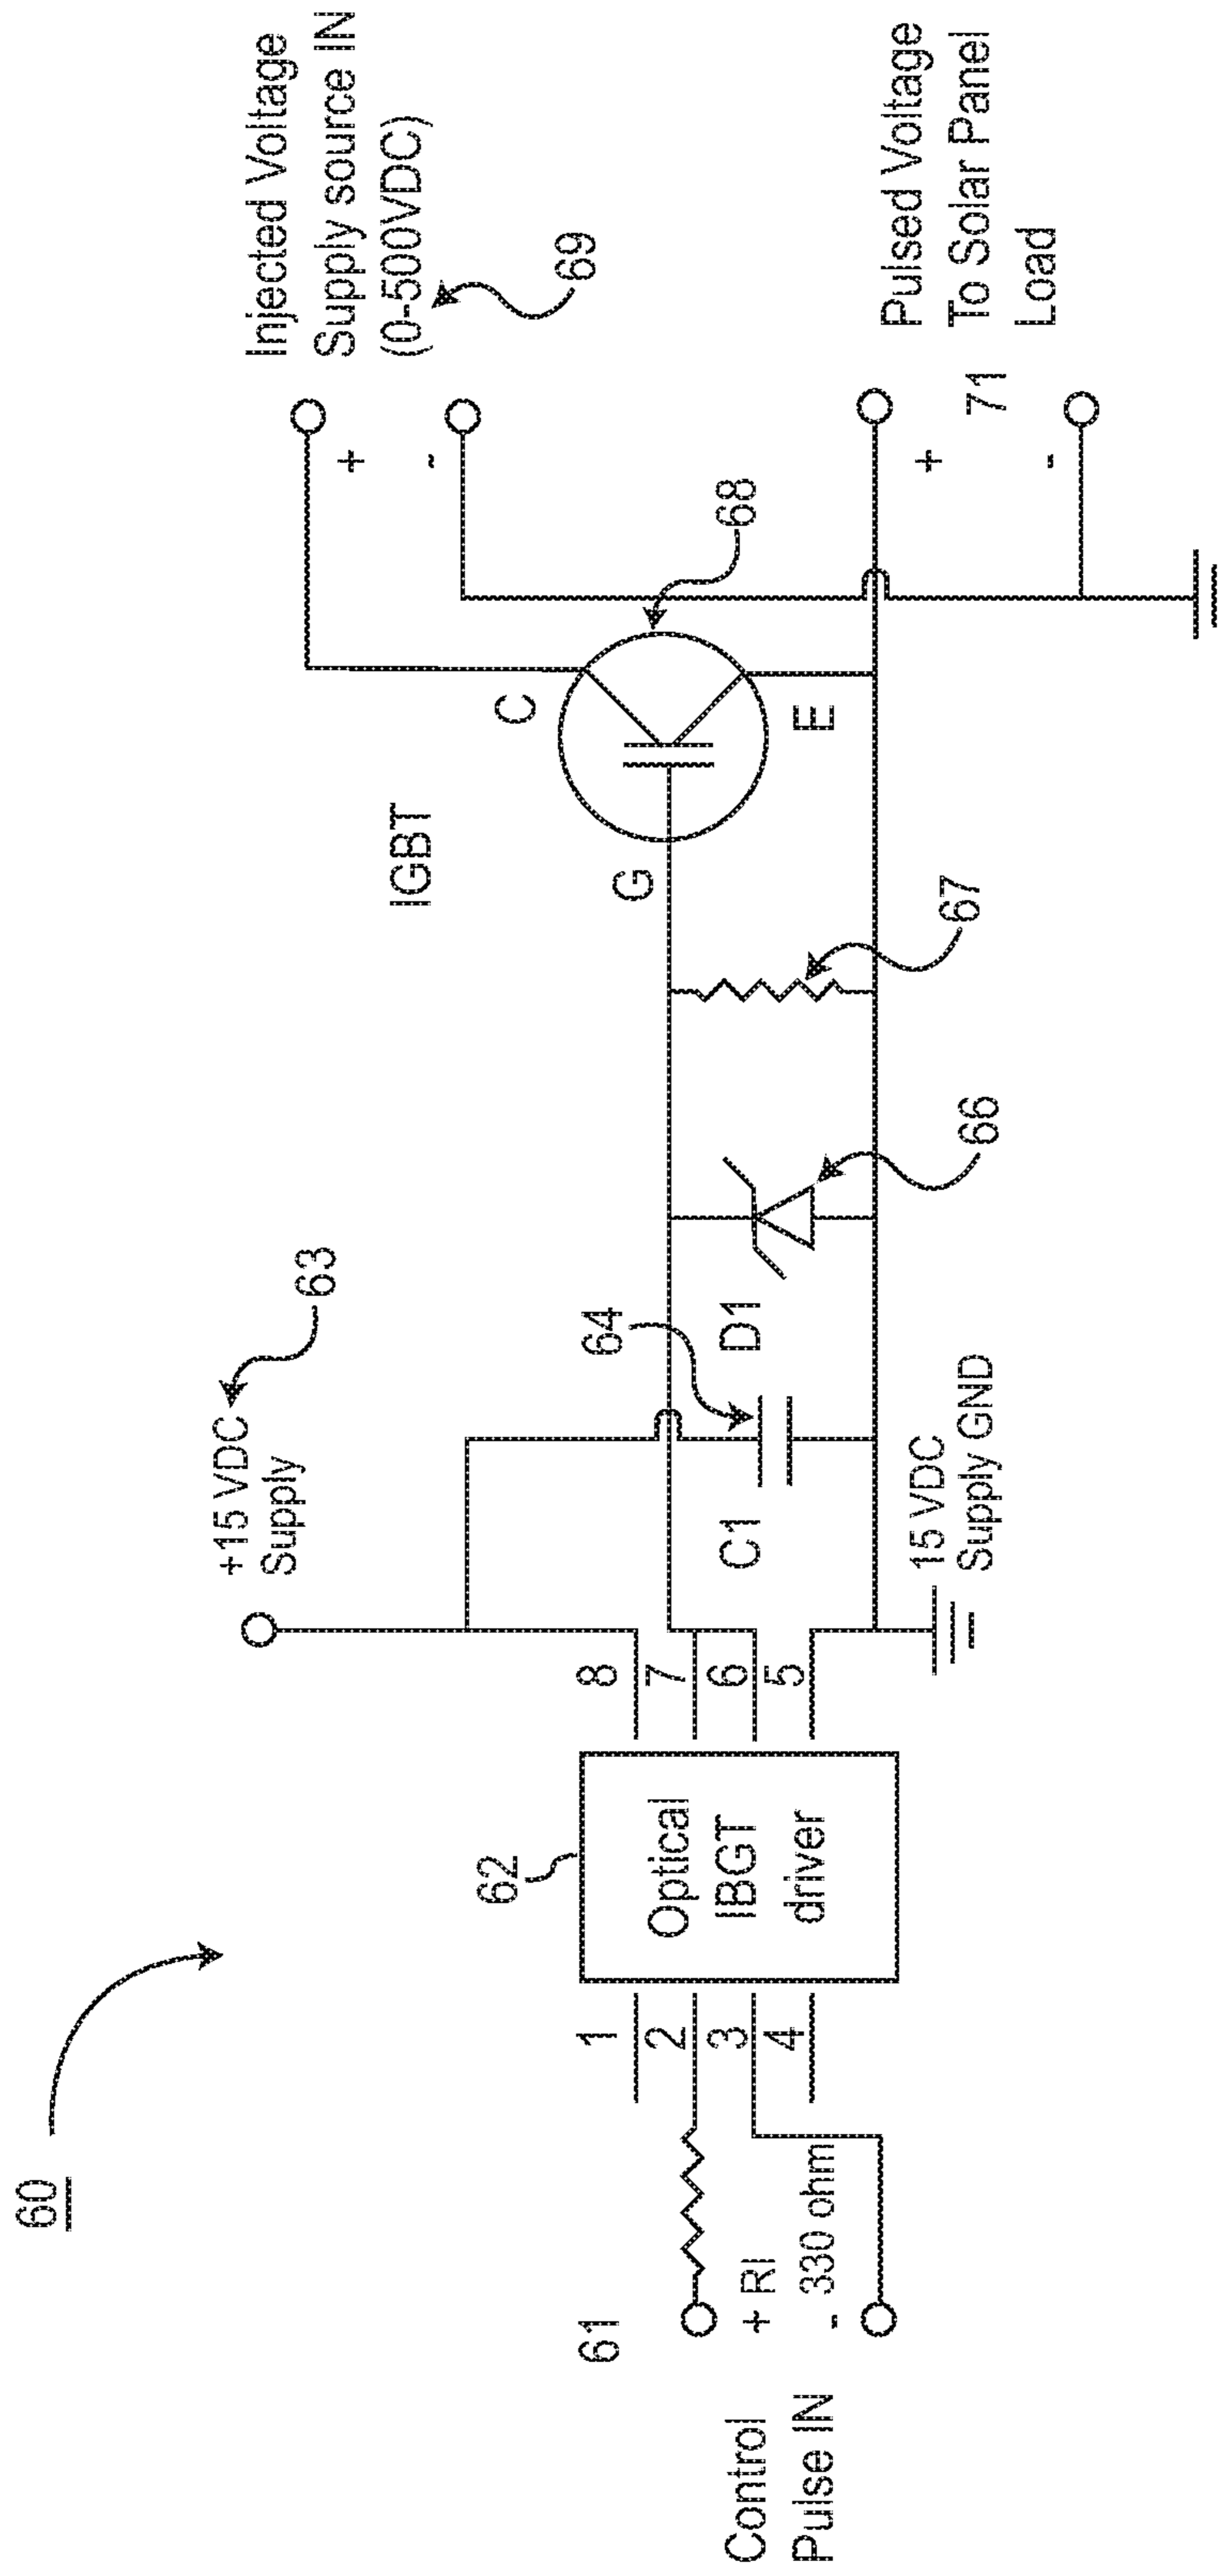 60
Injected Voltage
Supply source IN
(0-500VDC)
69
+15 VDC
Supply
63
IGBT
+
-
62
C
68
64
G
61
1
2
3
4
Optical
IBGT
driver
8
7
6
5
C1
D1
E
Control
Pulse IN
+ RI
- 330 ohm
15 VDC
Supply GND
66
67
+
71
-
Pulsed Voltage
To Solar Panel
Load